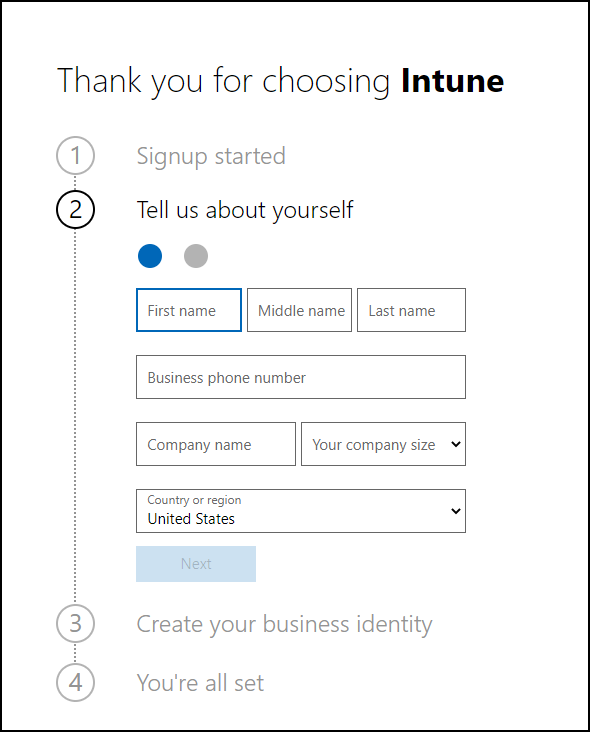 Thank you for choosing Intune
1 Signup started
2 Tell us about yourself
First name Middle name Last name
Business phone number
Company name Your company size
Country or region
United States
Next
3 Create your business identity
4 You're all set